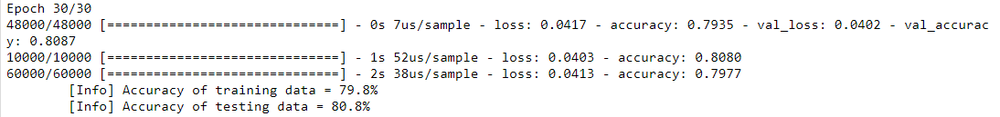 Epoch 30/30
48000/48000 [==============================] - 0s 7us/sample - loss: 0.0417 - accuracy: 0.7935 - val_loss: 0.0402 - val_accurac
y: 0.8087
10000/10000 [==============================] - 1s 52us/sample - loss: 0.0403 - accuracy: 0.8080
60000/60000 [==============================] - 2s 38us/sample - loss: 0.0413 - accuracy: 0.7977
[Info] Accuracy of training data = 79.8%
[Info] Accuracy of testing data = 80.8%